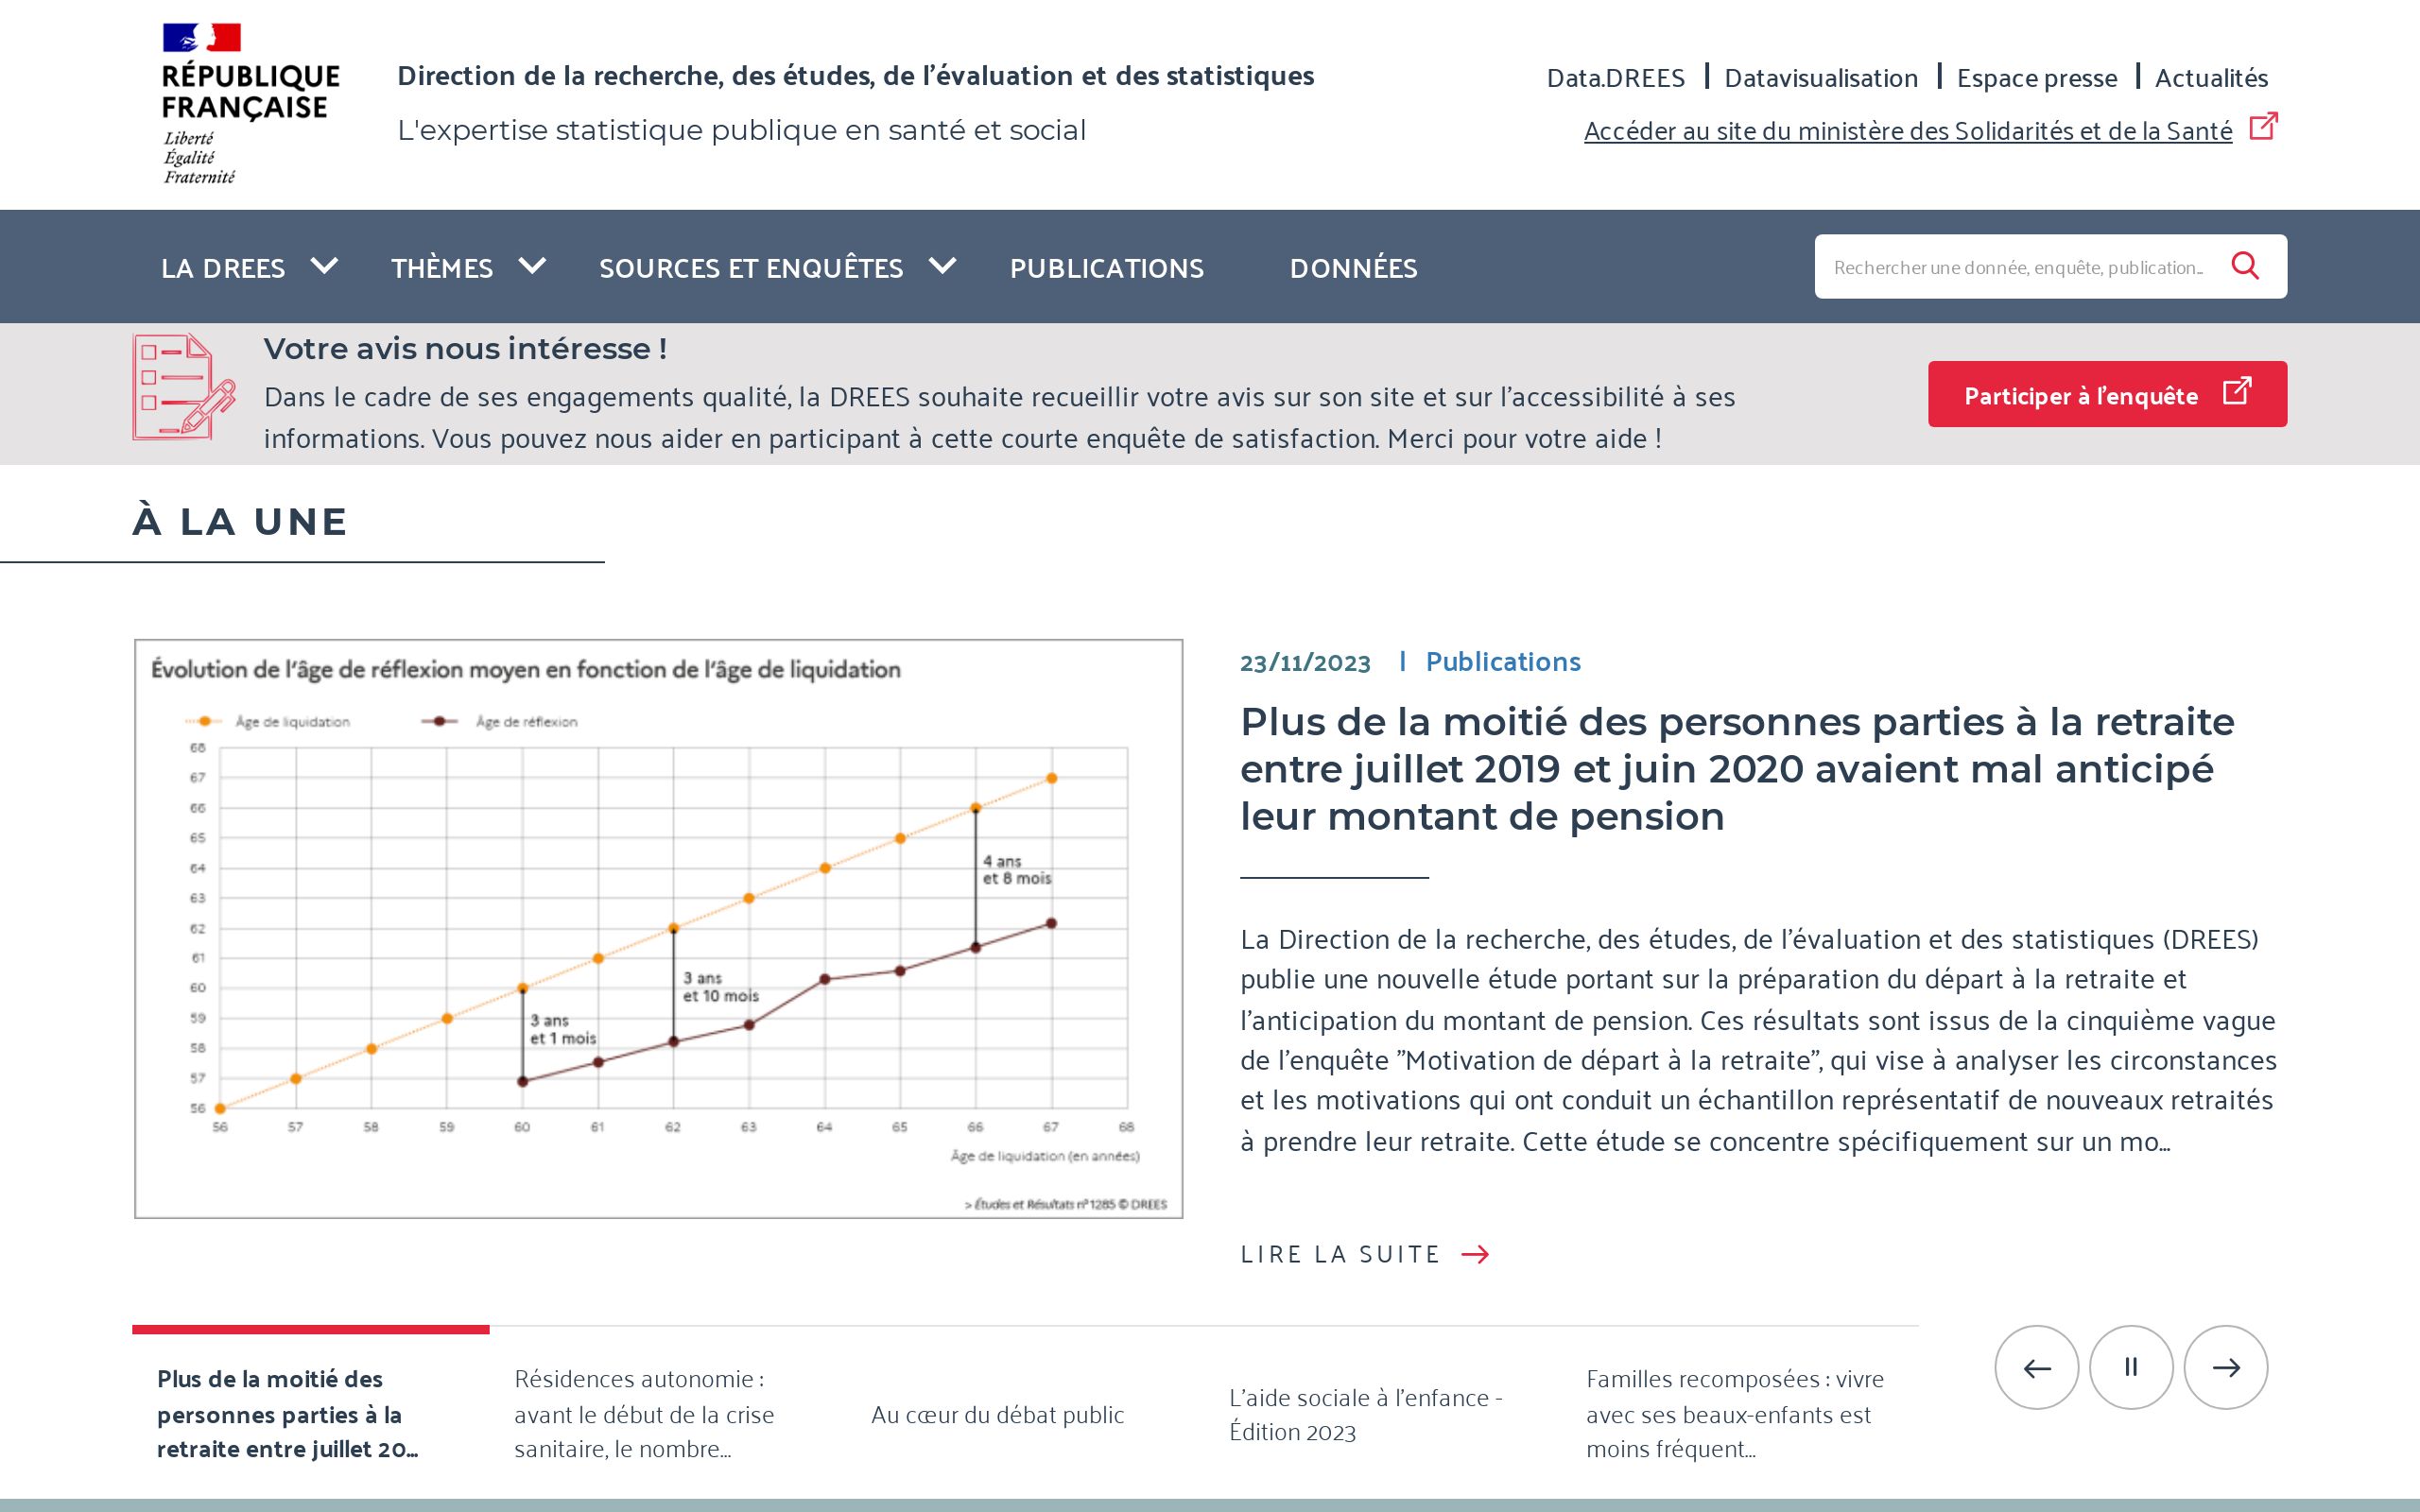 RÉPUBLIQUE
FRANÇAISE
Liberté
Égalité
Fraternité
Direction de la recherche, des études, de l'évaluation et des statistiques
L'expertise statistique publique en santé et social
Data.DREES | Datavisualisation | Espace presse | Actualités
Accéder au site du ministère des Solidarités et de la Santé
LA DREES THÈMES SOURCES ET ENQUÊTES PUBLICATIONS DONNÉES
Rechercher une donnée, enquête, publication...
Votre avis nous intéresse !
Dans le cadre de ses engagements qualité, la DREES souhaite recueillir votre avis sur son site et sur l'accessibilité à ses
informations. Vous pouvez nous aider en participant à cette courte enquête de satisfaction. Merci pour votre aide !
Participer à l'enquête
À LA UNE
Évolution de l'âge de réflexion moyen en fonction de l'âge de liquidation
Âge de liquidation Âge de réflexion
68
67
66
65
64
63
62
61
60
59
58
57
56
4 ans
et 8 mois
3 ans
et 10 mois
3 ans
et 1 mois
56 57 58 59 60 61 62 63 64 65 66 67 68
Âge de liquidation (en années)
> Études et Résultats n° 1285 © DREES
23/11/2023 | Publications
Plus de la moitié des personnes parties à la retraite
entre juillet 2019 et juin 2020 avaient mal anticipé
leur montant de pension
La Direction de la recherche, des études, de l'évaluation et des statistiques (DREES)
publie une nouvelle étude portant sur la préparation du départ à la retraite et
l'anticipation du montant de pension. Ces résultats sont issus de la cinquième vague
de l'enquête "Motivation de départ à la retraite", qui vise à analyser les circonstances
et les motivations qui ont conduit un échantillon représentatif de nouveaux retraités
à prendre leur retraite. Cette étude se concentre spécifiquement sur un mo...
LIRE LA SUITE
Plus de la moitié des
personnes parties à la
retraite entre juillet 20...
Résidences autonomie :
avant le début de la crise
sanitaire, le nombre...
Au cœur du débat public
L'aide sociale à l'enfance -
Édition 2023
Familles recomposées : vivre
avec ses beaux-enfants est
moins fréquent...